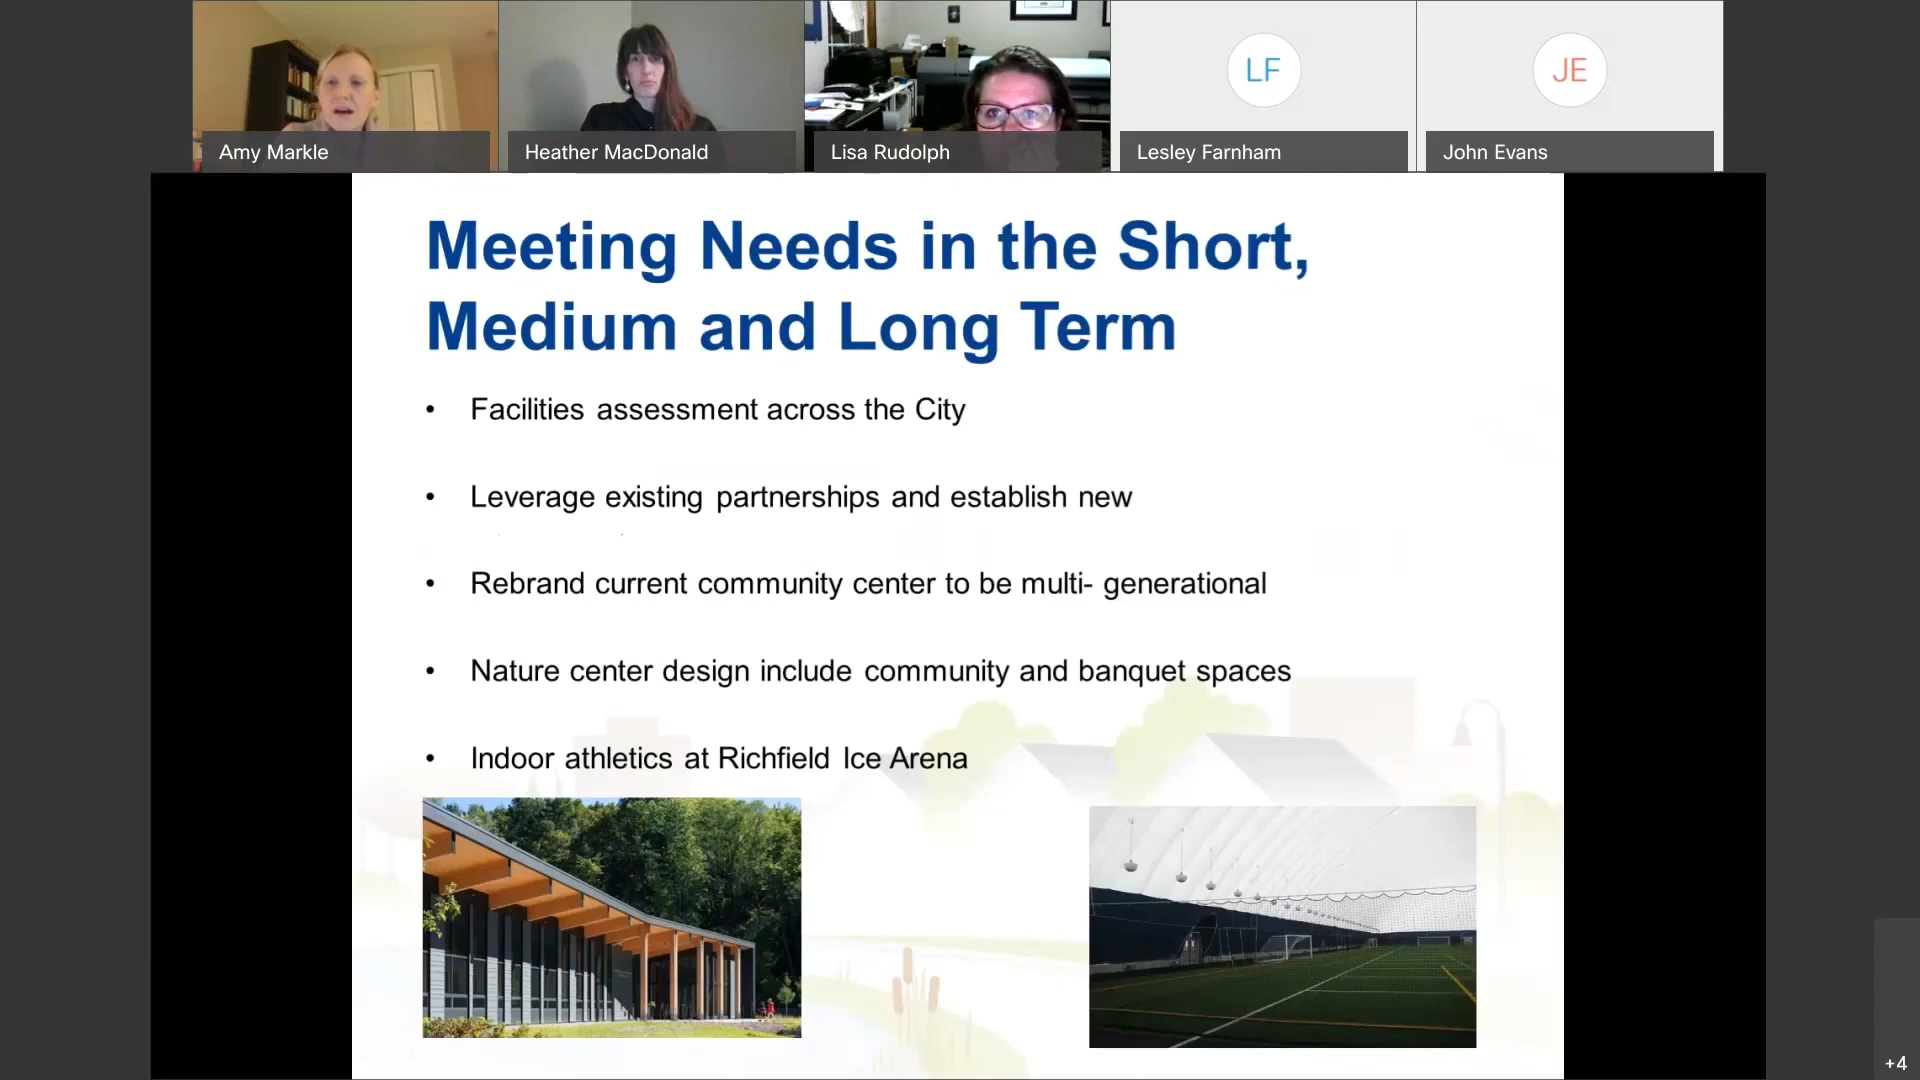 Amy Markle
Heather MacDonald
Lisa Rudolph
LF
Lesley Farnham
JE
John Evans
Meeting Needs in the Short,
Medium and Long Term
• Facilities assessment across the City
• Leverage existing partnerships and establish new
• Rebrand current community center to be multi- generational
• Nature center design include community and banquet spaces
• Indoor athletics at Richfield Ice Arena
+4